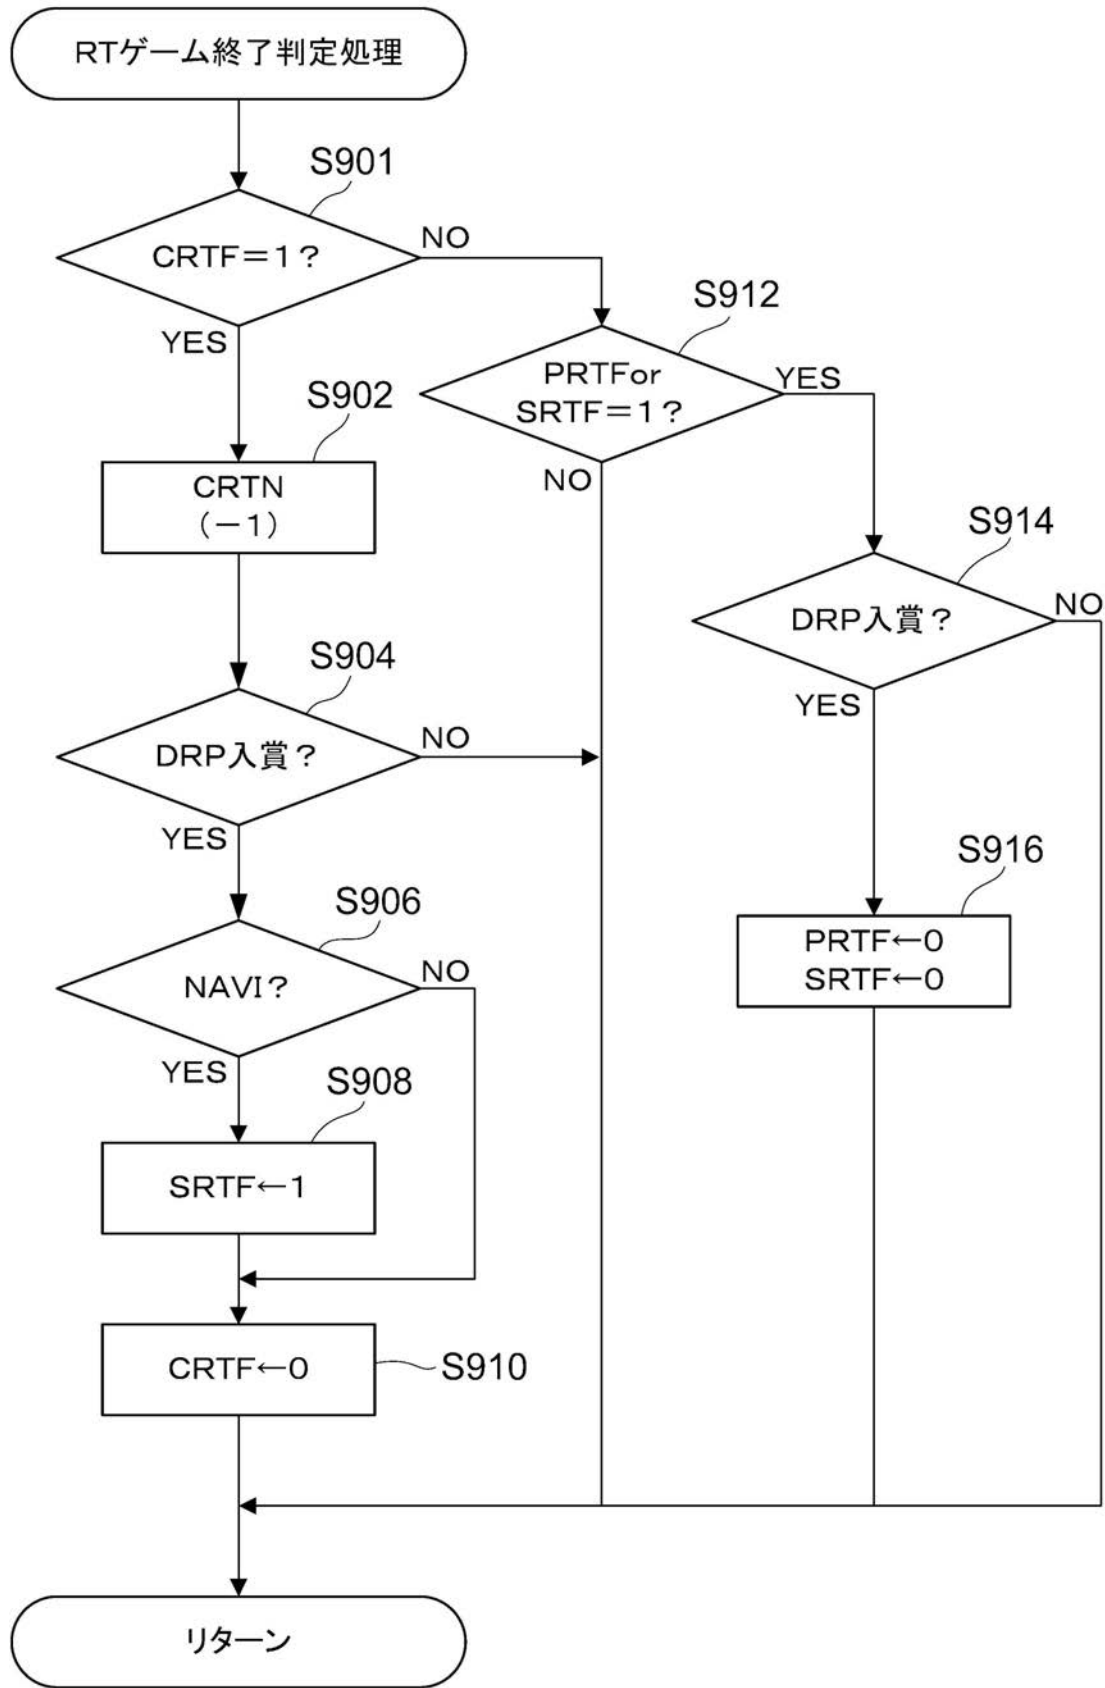 RTゲーム終了判定処理
S901
CRTF＝1？
NO
YES
S912
PRTFor
SRTF＝1？
YES
NO
S902
CRTN
（－1）
S914
DRP入賞？
NO
YES
S904
DRP入賞？
NO
YES
S916
PRTF←0
SRTF←0
S906
NAVI？
NO
YES
S908
SRTF←1
CRTF←0
S910
リターン